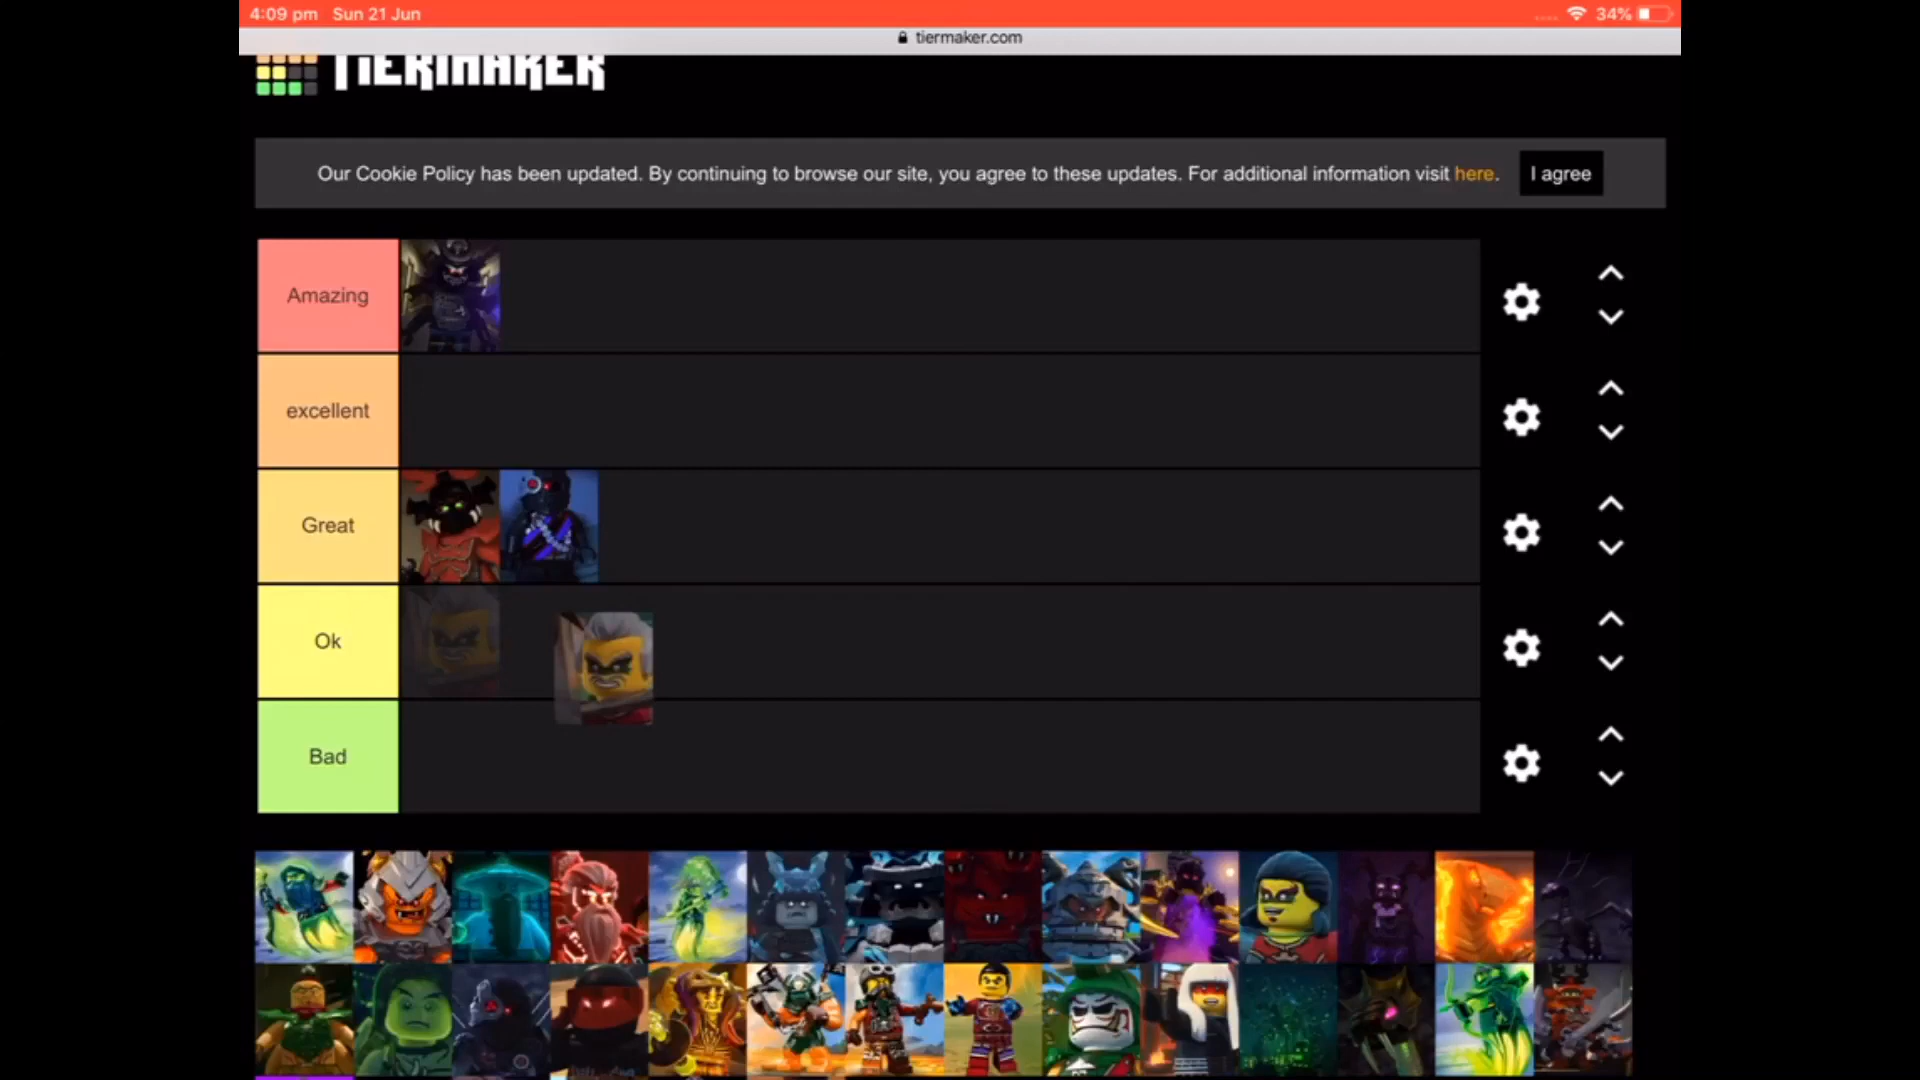 4:09 pm Sun 21 Jun
34%
tiermaker.com
TIERMAKER
Our Cookie Policy has been updated. By continuing to browse our site, you agree to these updates. For additional information visit here.
I agree
Amazing
excellent
Great
Ok
Bad